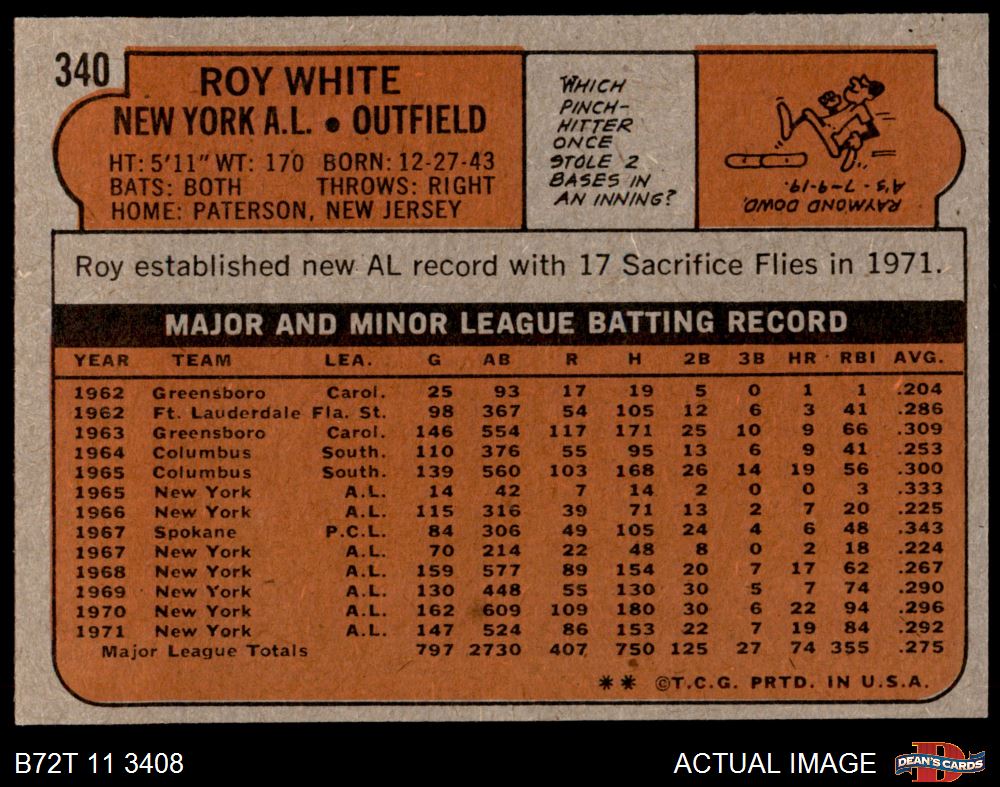 340
ROY WHITE
NEW YORK A.L. • OUTFIELD
HT: 5'11" WT: 170 BORN: 12-27-43
BATS: BOTH THROWS: RIGHT
HOME: PATERSON, NEW JERSEY
WHICH
PINCH-
HITTER
ONCE
STOLE 2
BASES IN
AN INNING?
RAYMOND DOWD,
A'S - 7-9-19.
Roy established new AL record with 17 Sacrifice Flies in 1971.
MAJOR AND MINOR LEAGUE BATTING RECORD
YEAR TEAM LEA. G AB R H 2B 3B HR RBI AVG.
1962 Greensboro Carol. 25 93 17 19 5 0 1 1 .204
1962 Ft. Lauderdale Fla. St. 98 367 54 105 12 6 3 41 .286
1963 Greensboro Carol. 146 554 117 171 25 10 9 66 .309
1964 Columbus South. 110 376 55 95 13 6 9 41 .253
1965 Columbus South. 139 560 103 168 26 14 19 56 .300
1965 New York A.L. 14 42 7 14 2 0 0 3 .333
1966 New York A.L. 115 316 39 71 13 2 7 20 .225
1967 Spokane P.C.L. 84 306 49 105 24 4 6 48 .343
1967 New York A.L. 70 214 22 48 8 0 2 18 .224
1968 New York A.L. 159 577 89 154 20 7 17 62 .267
1969 New York A.L. 130 448 55 130 30 5 7 74 .290
1970 New York A.L. 162 609 109 180 30 6 22 94 .296
1971 New York A.L. 147 524 86 153 22 7 19 84 .292
Major League Totals 797 2730 407 750 125 27 74 355 .275
** ©T.C.G. PRTD. IN U.S.A.
B72T 11 3408
ACTUAL IMAGE
DEAN'S CARDS